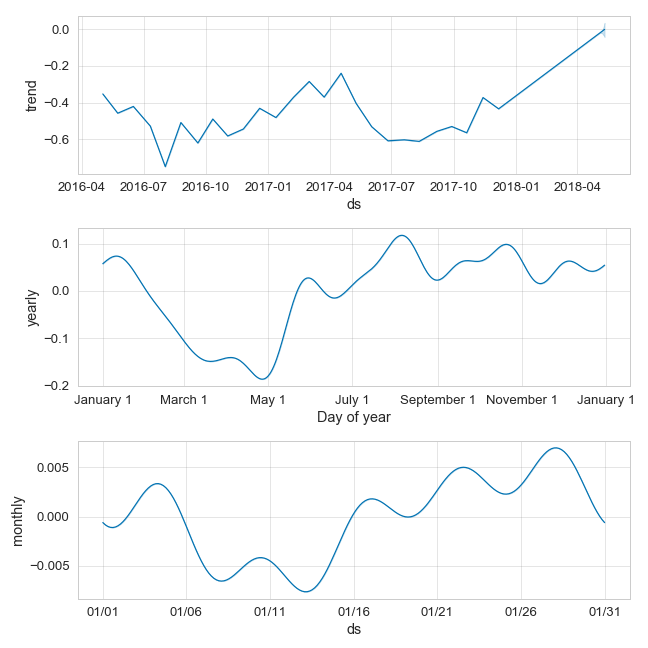 0.0
−0.2
−0.4
−0.6
trend
2016-04 2016-07 2016-10 2017-01 2017-04 2017-07 2017-10 2018-01 2018-04
ds
0.1
0.0
−0.1
−0.2
yearly
January 1 March 1 May 1 July 1 September 1 November 1 January 1
Day of year
0.005
0.000
−0.005
monthly
01/01 01/06 01/11 01/16 01/21 01/26 01/31
ds